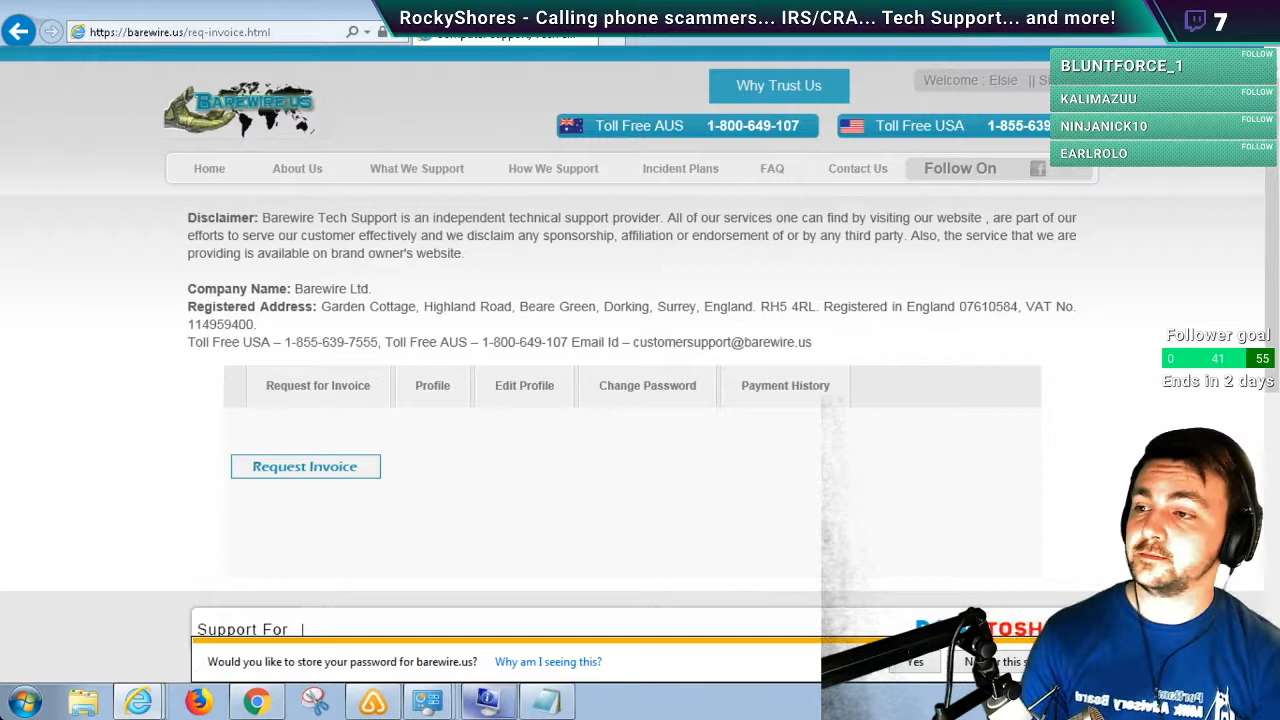 RockyShores - Calling phone scammers... IRS/CRA... Tech Support... and more!
7
https://barewire.us/req-invoice.html
FOLLOW
BLUNTFORCE_1
FOLLOW
KALIMAZUU
FOLLOW
NINJANICK10
FOLLOW
EARLROLO
BAREWIRE.US
Why Trust Us
Welcome : Elsie ||
Toll Free AUS 1-800-649-107
Toll Free USA 1-855-639
Home
About Us
What We Support
How We Support
Incident Plans
FAQ
Contact Us
Follow On
Disclaimer: Barewire Tech Support is an independent technical support provider. All of our services one can find by visiting our website , are part of our
efforts to serve our customer effectively and we disclaim any sponsorship, affiliation or endorsement of or by any third party. Also, the service that we are
providing is available on brand owner's website.
Company Name: Barewire Ltd.
Registered Address: Garden Cottage, Highland Road, Beare Green, Dorking, Surrey, England. RH5 4RL. Registered in England 07610584, VAT No.
114959400.
Toll Free USA – 1-855-639-7555, Toll Free AUS – 1-800-649-107 Email Id – customersupport@barewire.us
Follower goal
0 41 55
Ends in 2 days
Request for Invoice
Profile
Edit Profile
Change Password
Payment History
Request Invoice
Support For |
Would you like to store your password for barewire.us? Why am I seeing this?
Yes
Advisory Board